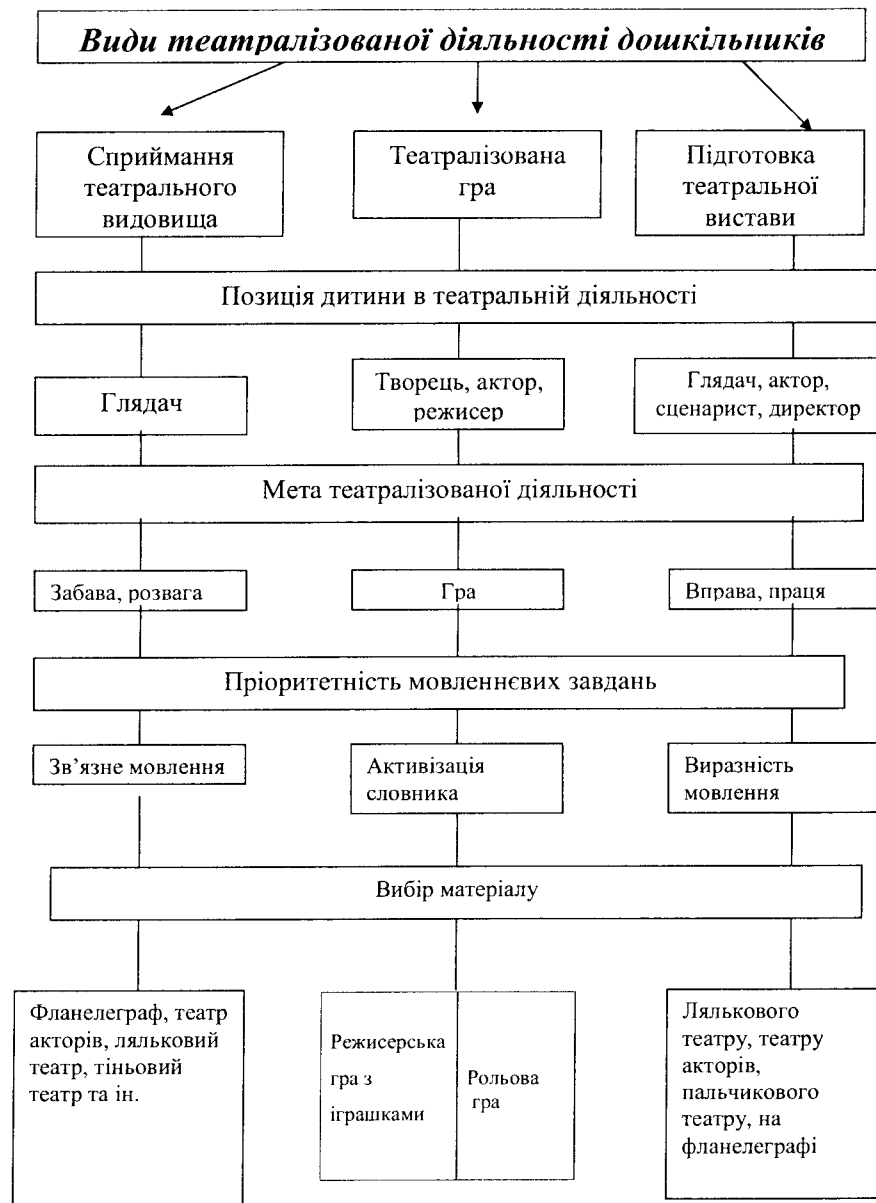 Види театралізованої діяльності дошкільників
Сприймання
театрального
видовища
Театралізована
гра
Підготовка
театральної
вистави
Позиція дитини в театральній діяльності
Глядач
Творець, актор,
режисер
Глядач, актор,
сценарист, директор
Мета театралізованої діяльності
Забава, розвага
Гра
Вправа, праця
Пріоритетність мовленнєвих завдань
Зв’язне мовлення
Активізація
словника
Виразність
мовлення
Вибір матеріалу
Фланелеграф, театр
акторів, ляльковий
театр, тіньовий
театр та ін.
Режисерська
гра з
іграшками
Рольова
гра
Лялькового
театру, театру
акторів,
пальчикового
театру, на
фланелеграфі